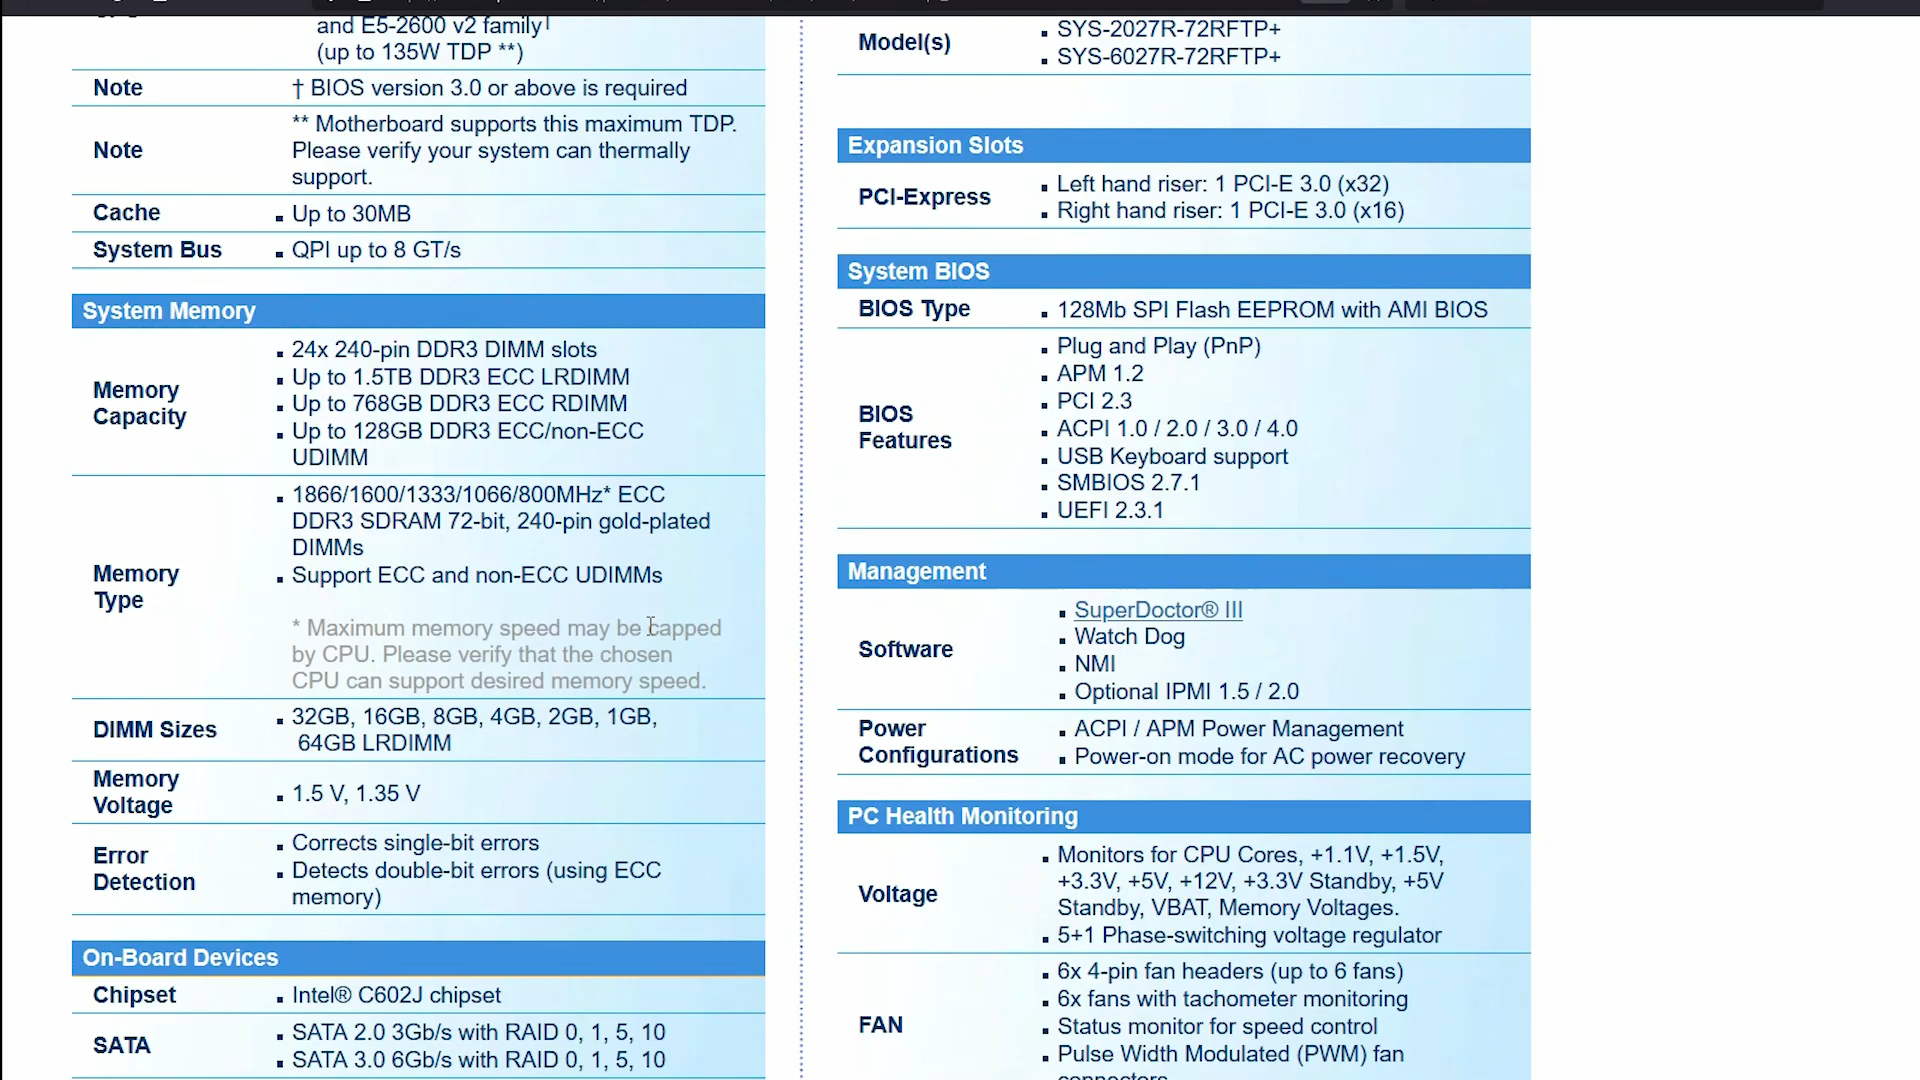 and E5-2600 v2 family†
(up to 135W TDP **)
Note
† BIOS version 3.0 or above is required
Note
** Motherboard supports this maximum TDP.
Please verify your system can thermally
support.
Cache
Up to 30MB
System Bus
QPI up to 8 GT/s
System Memory
Memory
Capacity
24x 240-pin DDR3 DIMM slots
Up to 1.5TB DDR3 ECC LRDIMM
Up to 768GB DDR3 ECC RDIMM
Up to 128GB DDR3 ECC/non-ECC
UDIMM
Memory
Type
1866/1600/1333/1066/800MHz* ECC
DDR3 SDRAM 72-bit, 240-pin gold-plated
DIMMs
Support ECC and non-ECC UDIMMs
* Maximum memory speed may be capped
by CPU. Please verify that the chosen
CPU can support desired memory speed.
DIMM Sizes
32GB, 16GB, 8GB, 4GB, 2GB, 1GB,
64GB LRDIMM
Memory
Voltage
1.5 V, 1.35 V
Error
Detection
Corrects single-bit errors
Detects double-bit errors (using ECC
memory)
On-Board Devices
Chipset
Intel® C602J chipset
SATA
SATA 2.0 3Gb/s with RAID 0, 1, 5, 10
SATA 3.0 6Gb/s with RAID 0, 1, 5, 10
Model(s)
SYS-2027R-72RFTP+
SYS-6027R-72RFTP+
Expansion Slots
PCI-Express
Left hand riser: 1 PCI-E 3.0 (x32)
Right hand riser: 1 PCI-E 3.0 (x16)
System BIOS
BIOS Type
128Mb SPI Flash EEPROM with AMI BIOS
BIOS
Features
Plug and Play (PnP)
APM 1.2
PCI 2.3
ACPI 1.0 / 2.0 / 3.0 / 4.0
USB Keyboard support
SMBIOS 2.7.1
UEFI 2.3.1
Management
Software
SuperDoctor® III
Watch Dog
NMI
Optional IPMI 1.5 / 2.0
Power
Configurations
ACPI / APM Power Management
Power-on mode for AC power recovery
PC Health Monitoring
Voltage
Monitors for CPU Cores, +1.1V, +1.5V,
+3.3V, +5V, +12V, +3.3V Standby, +5V
Standby, VBAT, Memory Voltages.
5+1 Phase-switching voltage regulator
FAN
6x 4-pin fan headers (up to 6 fans)
6x fans with tachometer monitoring
Status monitor for speed control
Pulse Width Modulated (PWM) fan
connectors